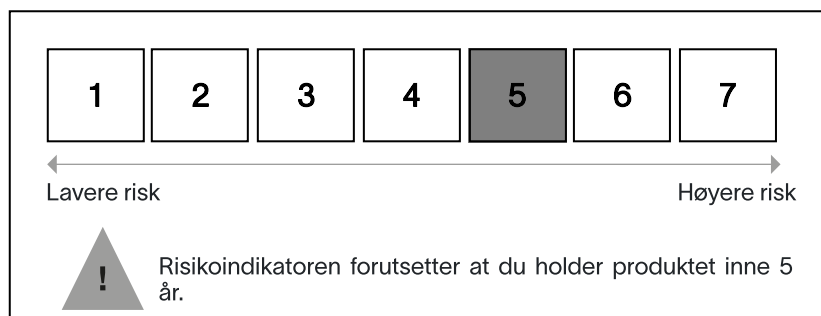 1 2 3 4 5 6 7
Lavere risk Høyere risk
! Risikoindikatoren forutsetter at du holder produktet inne 5
år.